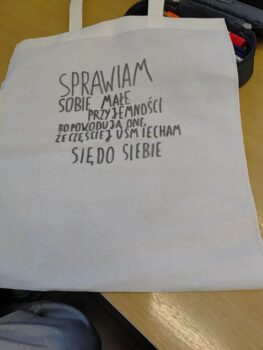 SPRAWIAM
SOBIE MAŁE
PRZYJEMNOŚCI
BO POWODUJĄ ONE,
ŻE CZĘŚCIEJ UŚMIECHAM
SIĘ DO SIEBIE